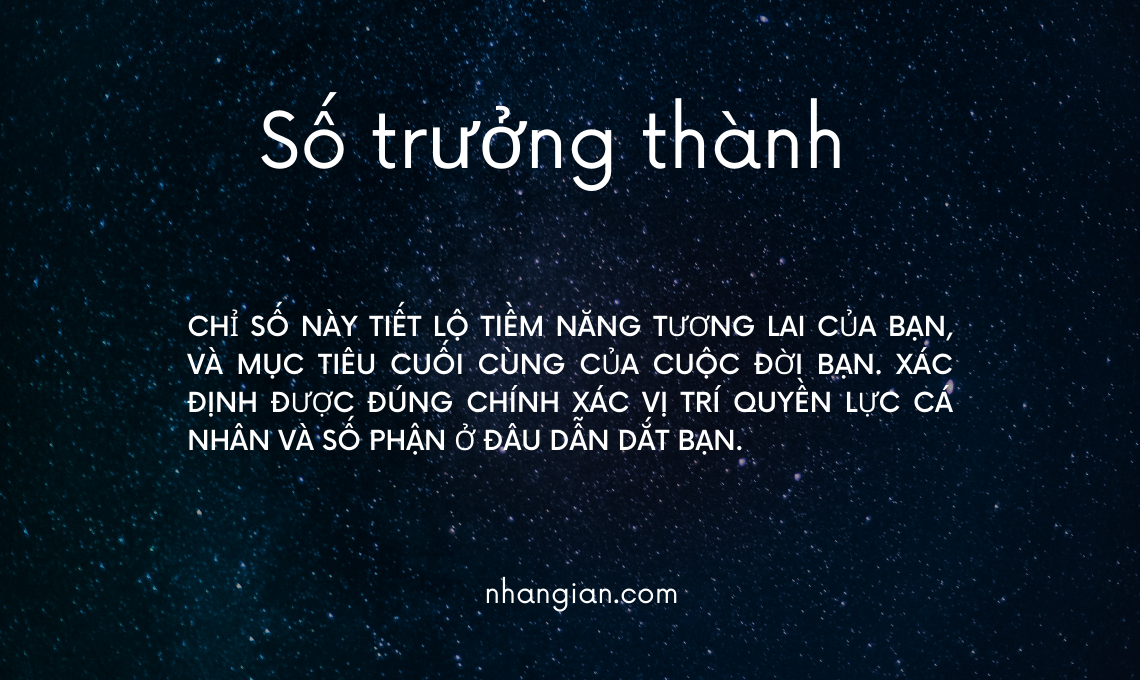 Số trưởng thành
CHỈ SỐ NÀY TIẾT LỘ TIỀM NĂNG TƯƠNG LAI CỦA BẠN,
VÀ MỤC TIÊU CUỐI CÙNG CỦA CUỘC ĐỜI BẠN. XÁC
ĐỊNH ĐƯỢC ĐÚNG CHÍNH XÁC VỊ TRÍ QUYỀN LỰC CÁ
NHÂN VÀ SỐ PHẬN Ở ĐÂU DẪN DẮT BẠN.
nhangian.com